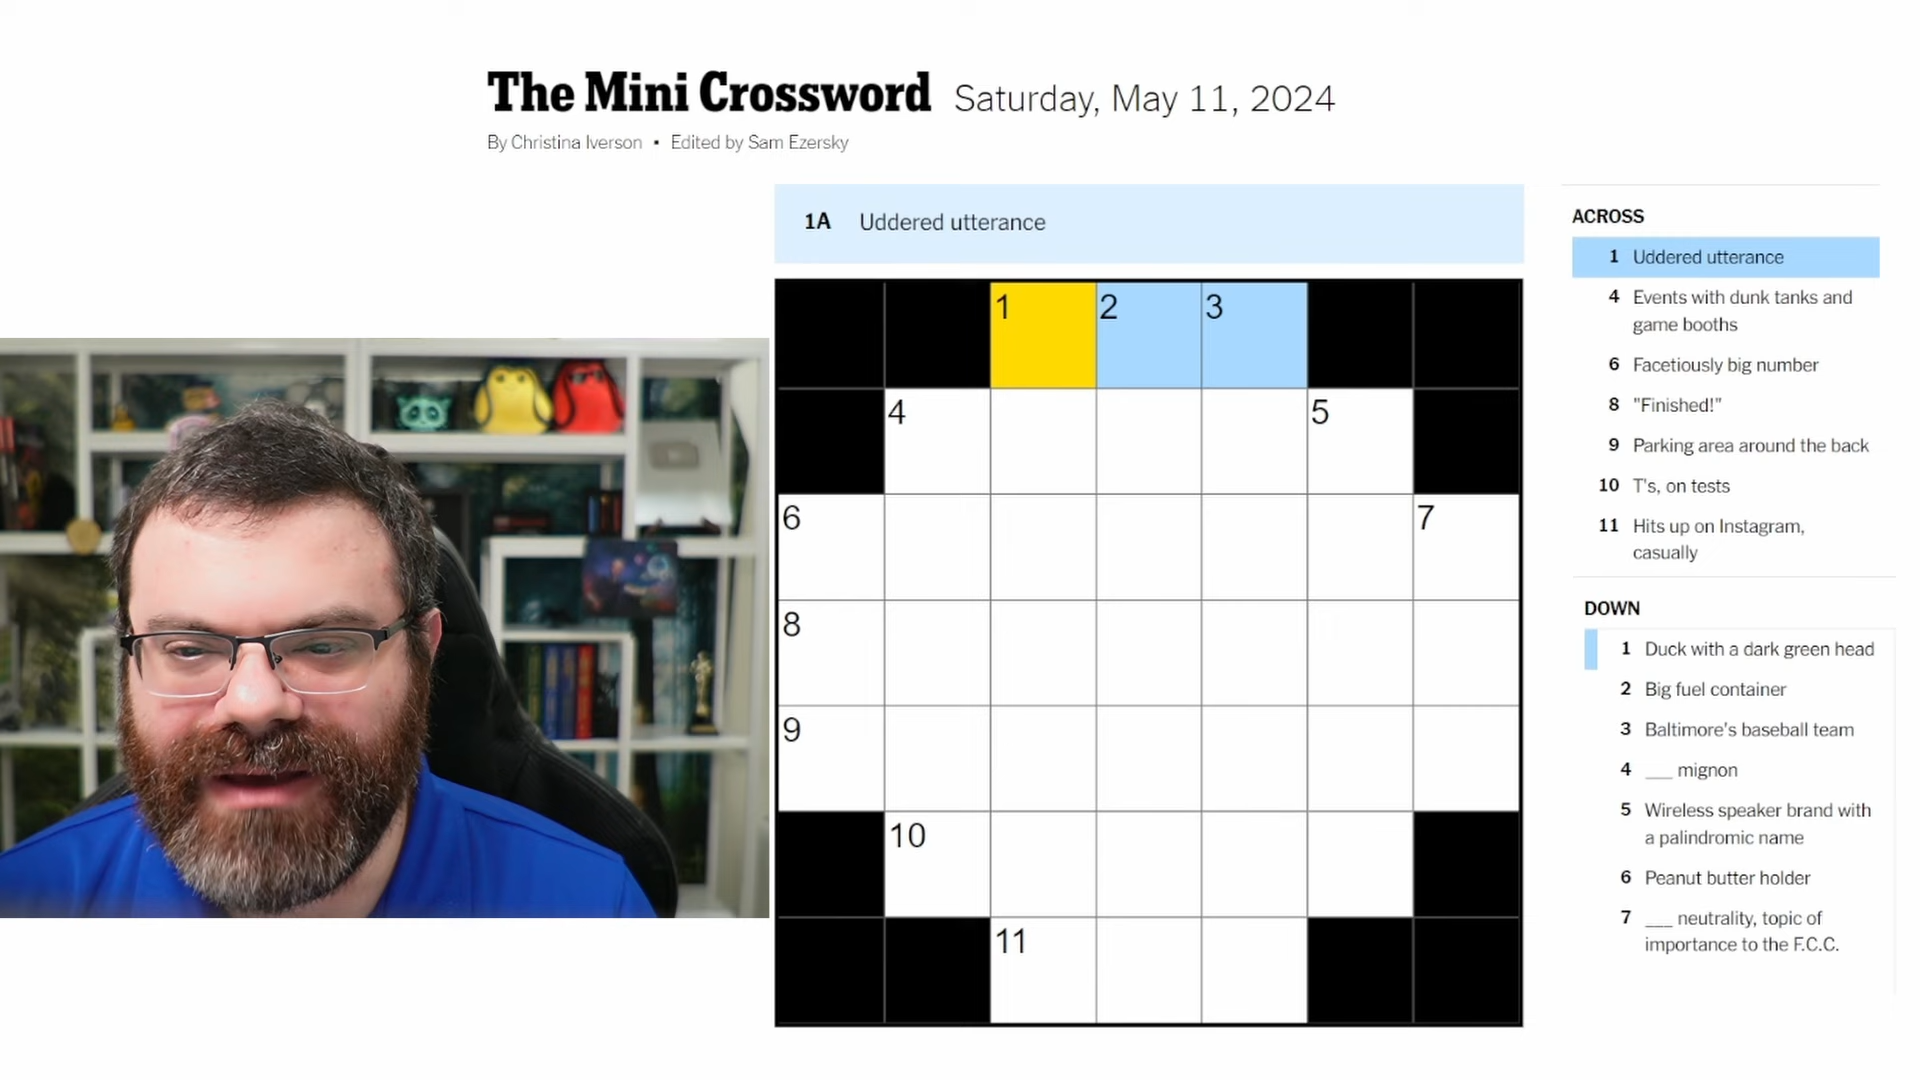 The Mini Crossword Saturday, May 11, 2024
By Christina Iverson • Edited by Sam Ezersky
1A Uddered utterance
1 2 3
4 5
6 7
8
9
10
11
ACROSS
1 Uddered utterance
4 Events with dunk tanks and
game booths
6 Facetiously big number
8 "Finished!"
9 Parking area around the back
10 T's, on tests
11 Hits up on Instagram,
casually
DOWN
1 Duck with a dark green head
2 Big fuel container
3 Baltimore's baseball team
4 ___ mignon
5 Wireless speaker brand with
a palindromic name
6 Peanut butter holder
7 ___ neutrality, topic of
importance to the F.C.C.